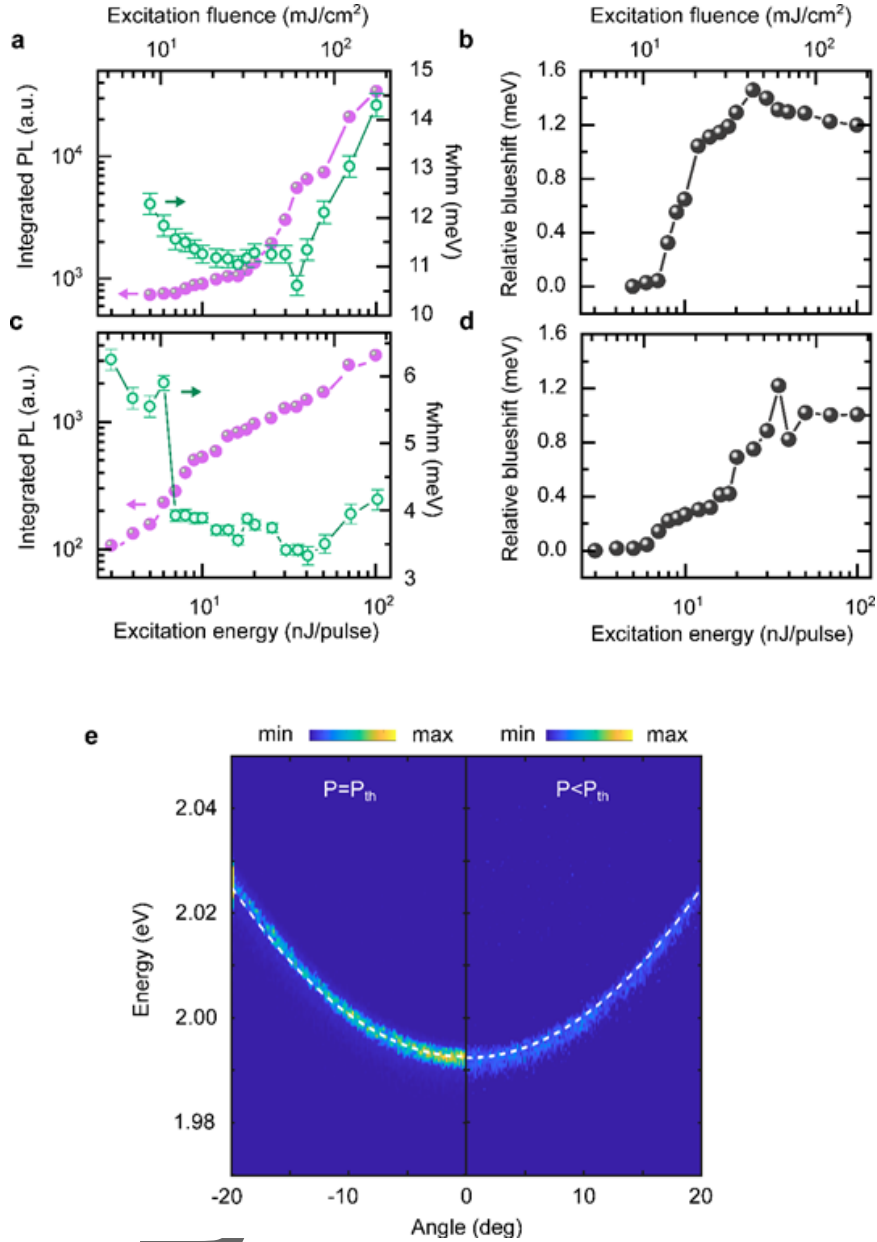 Excitation fluence (mJ/cm²) Excitation fluence (mJ/cm²)
a 10¹ 10² b 10¹ 10²
Integrated PL (a.u.)
10⁴
10³
15
14
13
12
11
10
fwhm (meV)
Relative blueshift (meV)
1.6
1.2
0.8
0.4
0.0
c
Integrated PL (a.u.)
10³
10²
6
5
4
3
fwhm (meV)
d
Relative blueshift (meV)
1.6
1.2
0.8
0.4
0.0
10¹ 10² 10¹ 10²
Excitation energy (nJ/pulse) Excitation energy (nJ/pulse)
e min max min max
P=Pth P<Pth
Energy (eV)
2.04
2.02
2.00
1.98
-20 -10 0 10 20
Angle (deg)